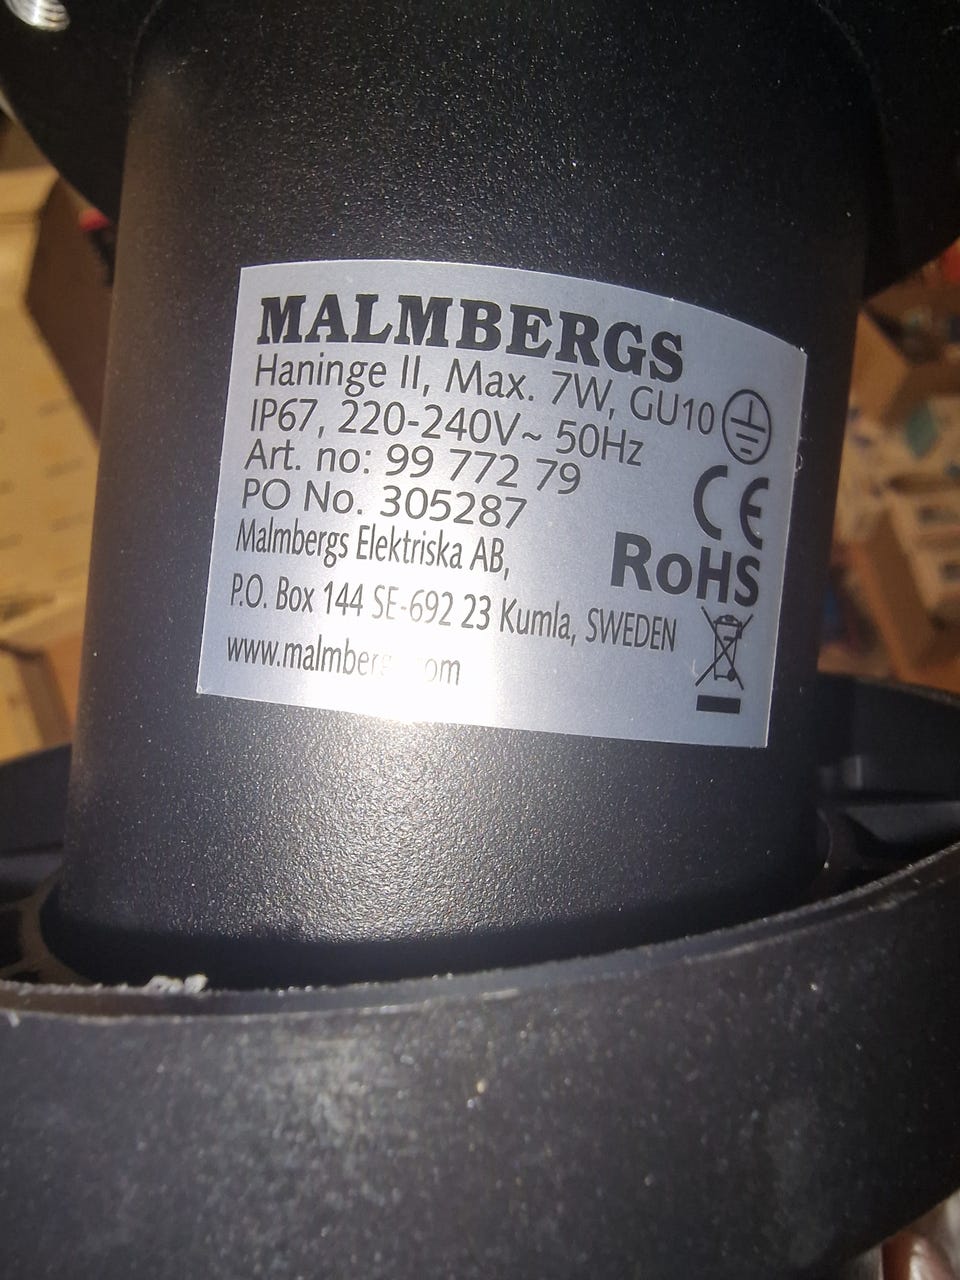 MALMBERGS
Haninge II, Max. 7W, GU10
IP67, 220-240V~ 50Hz
Art. no: 99 772 79
PO No. 305287
Malmbergs Elektriska AB,
P.O. Box 144 SE-692 23 Kumla, SWEDEN
CE
RoHS